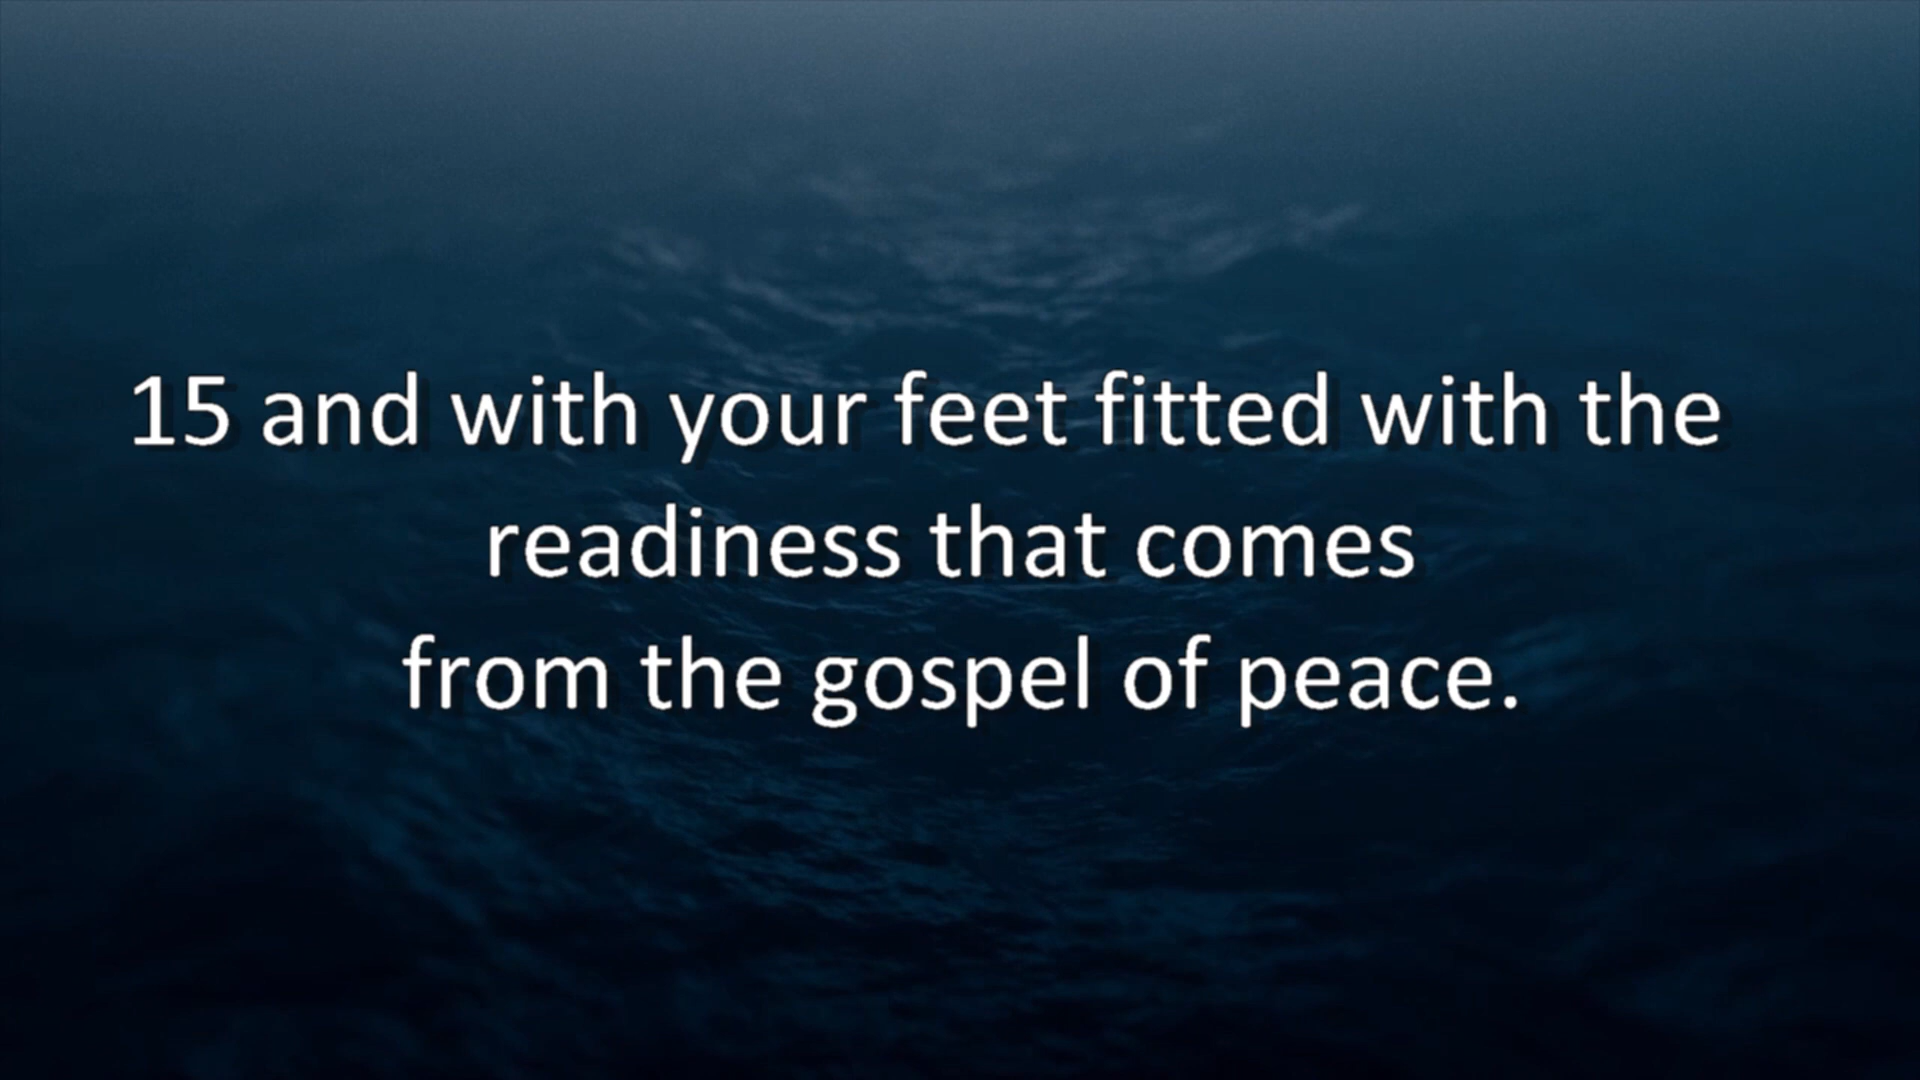 15 and with your feet fitted with the
readiness that comes
from the gospel of peace.